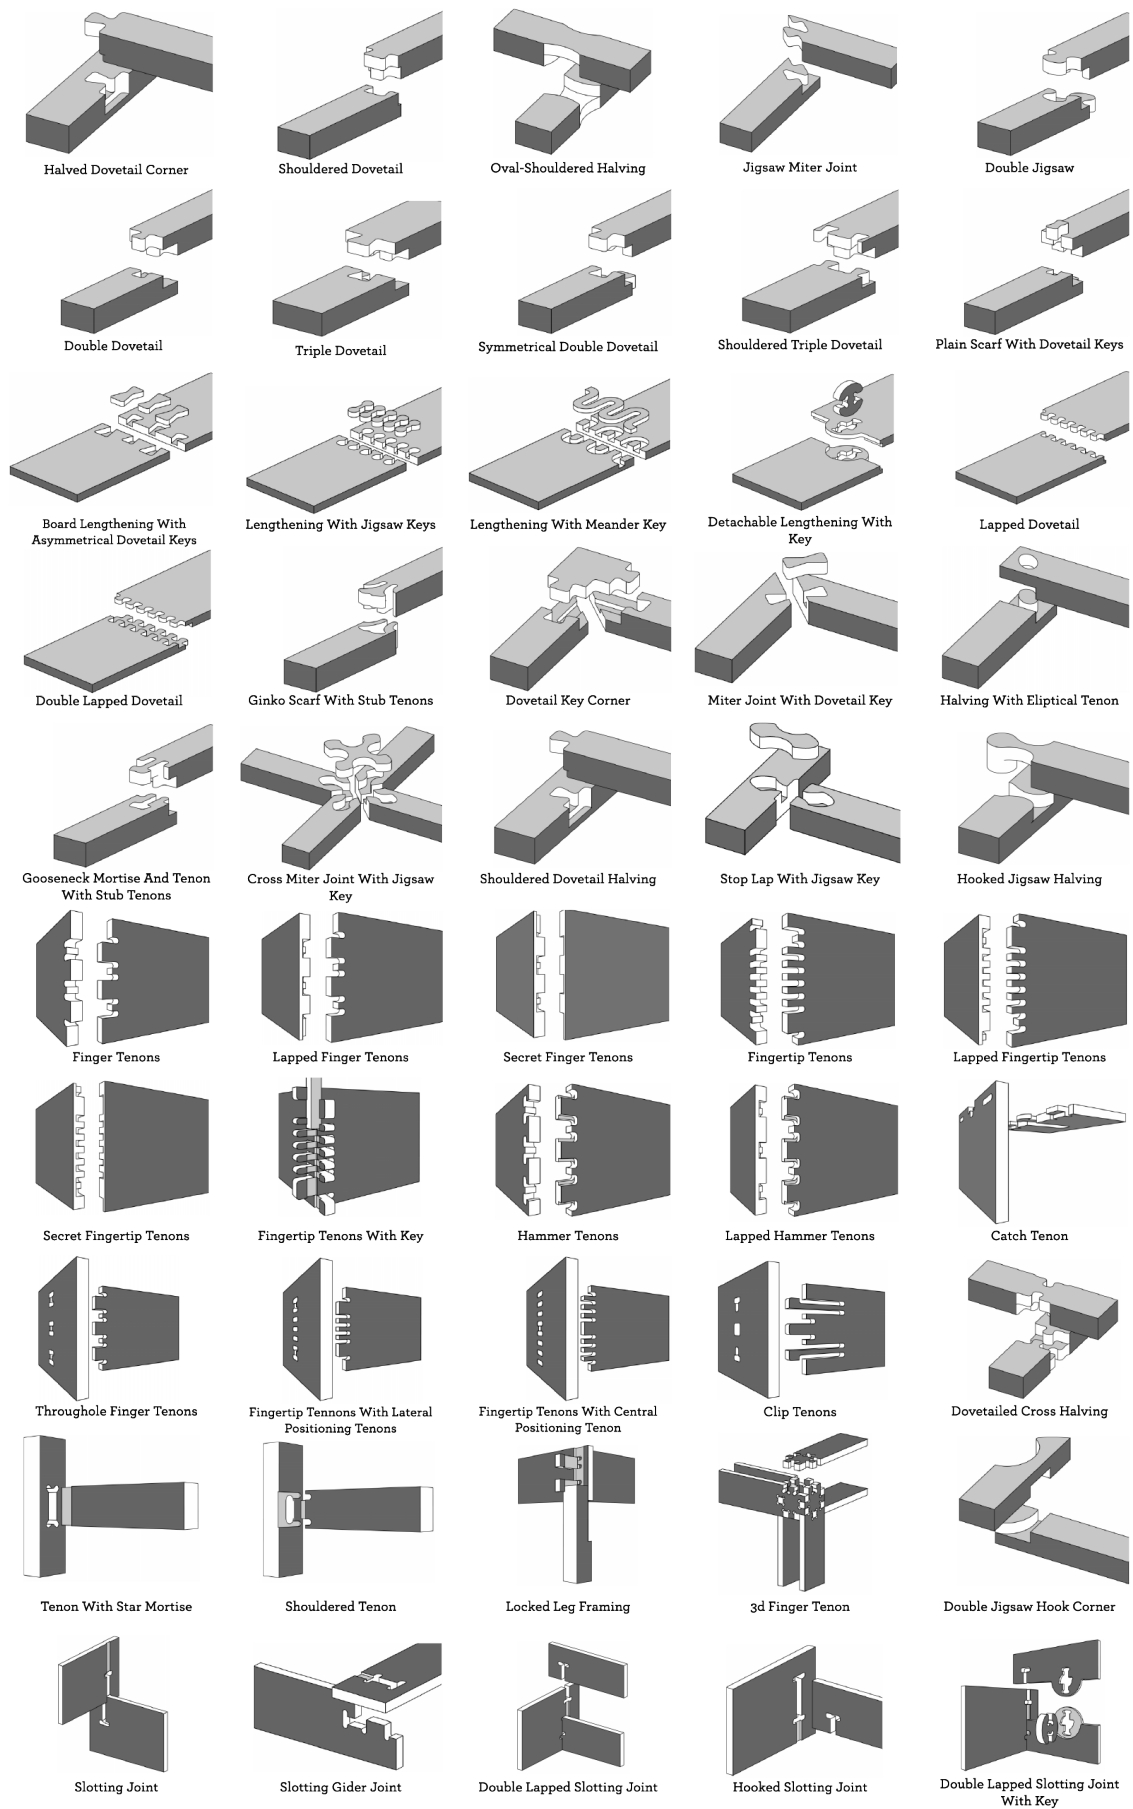 Halved Dovetail Corner
Shouldered Dovetail
Oval-Shouldered Halving
Jigsaw Miter Joint
Double Jigsaw
Double Dovetail
Triple Dovetail
Symmetrical Double Dovetail
Shouldered Triple Dovetail
Plain Scarf With Dovetail Keys
Board Lengthening With
Asymmetrical Dovetail Keys
Lengthening With Jigsaw Keys
Lengthening With Meander Key
Detachable Lengthening With
Key
Lapped Dovetail
Double Lapped Dovetail
Ginko Scarf With Stub Tenons
Dovetail Key Corner
Miter Joint With Dovetail Key
Halving With Eliptical Tenon
Gooseneck Mortise And Tenon
With Stub Tenons
Cross Miter Joint With Jigsaw
Key
Shouldered Dovetail Halving
Stop Lap With Jigsaw Key
Hooked Jigsaw Halving
Finger Tenons
Lapped Finger Tenons
Secret Finger Tenons
Fingertip Tenons
Lapped Fingertip Tenons
Secret Fingertip Tenons
Fingertip Tenons With Key
Hammer Tenons
Lapped Hammer Tenons
Catch Tenon
Throughole Finger Tenons
Fingertip Tennons With Lateral
Positioning Tenons
Fingertip Tenons With Central
Positioning Tenon
Clip Tenons
Dovetailed Cross Halving
Tenon With Star Mortise
Shouldered Tenon
Locked Leg Framing
3d Finger Tenon
Double Jigsaw Hook Corner
Slotting Joint
Slotting Gider Joint
Double Lapped Slotting Joint
Hooked Slotting Joint
Double Lapped Slotting Joint
With Key